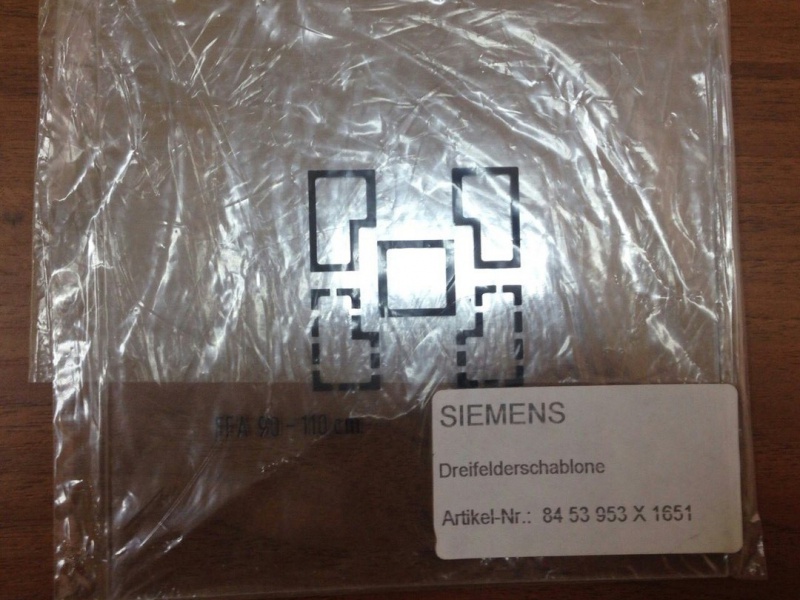 FFA 90 - 110 cm
SIEMENS
Dreifelderschablone
Artikel-Nr.: 84 53 953 X 1651